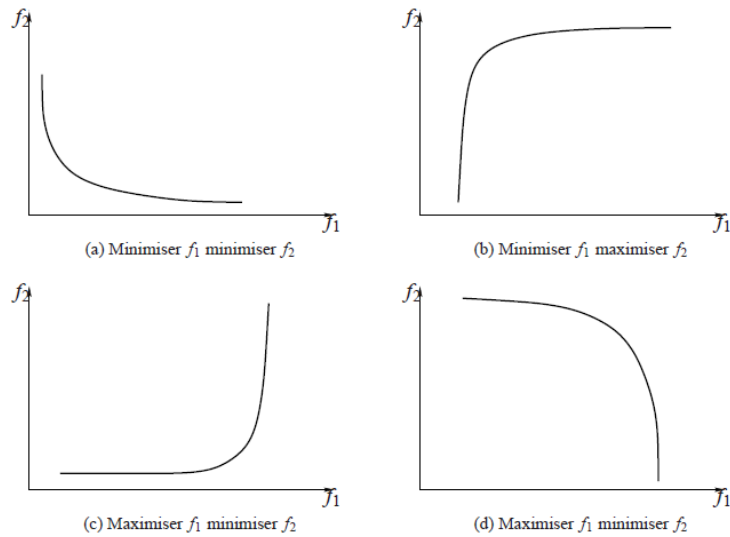 f₂
f₁
(a) Minimiser f₁ minimiser f₂
f₂
f₁
(b) Minimiser f₁ maximiser f₂
f₂
f₁
(c) Maximiser f₁ minimiser f₂
f₂
f₁
(d) Maximiser f₁ minimiser f₂